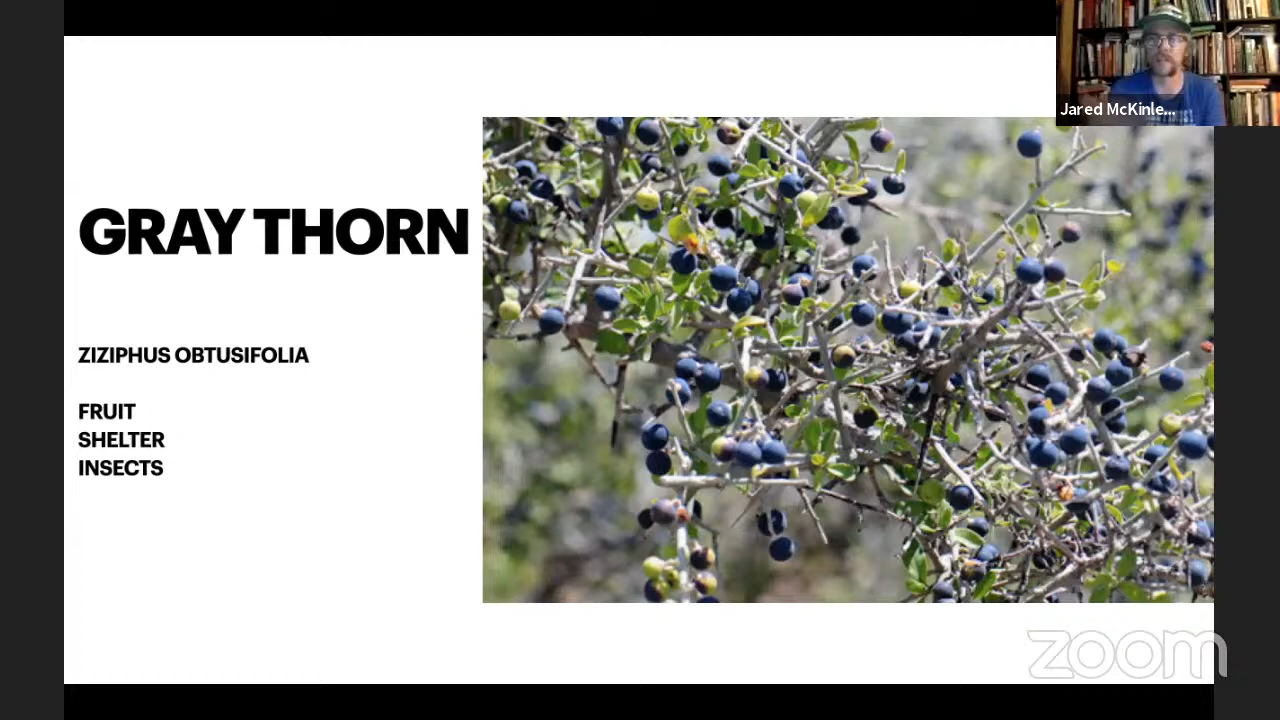 GRAY THORN
ZIZIPHUS OBTUSIFOLIA
FRUIT
SHELTER
INSECTS
Jared McKinle...
zoom